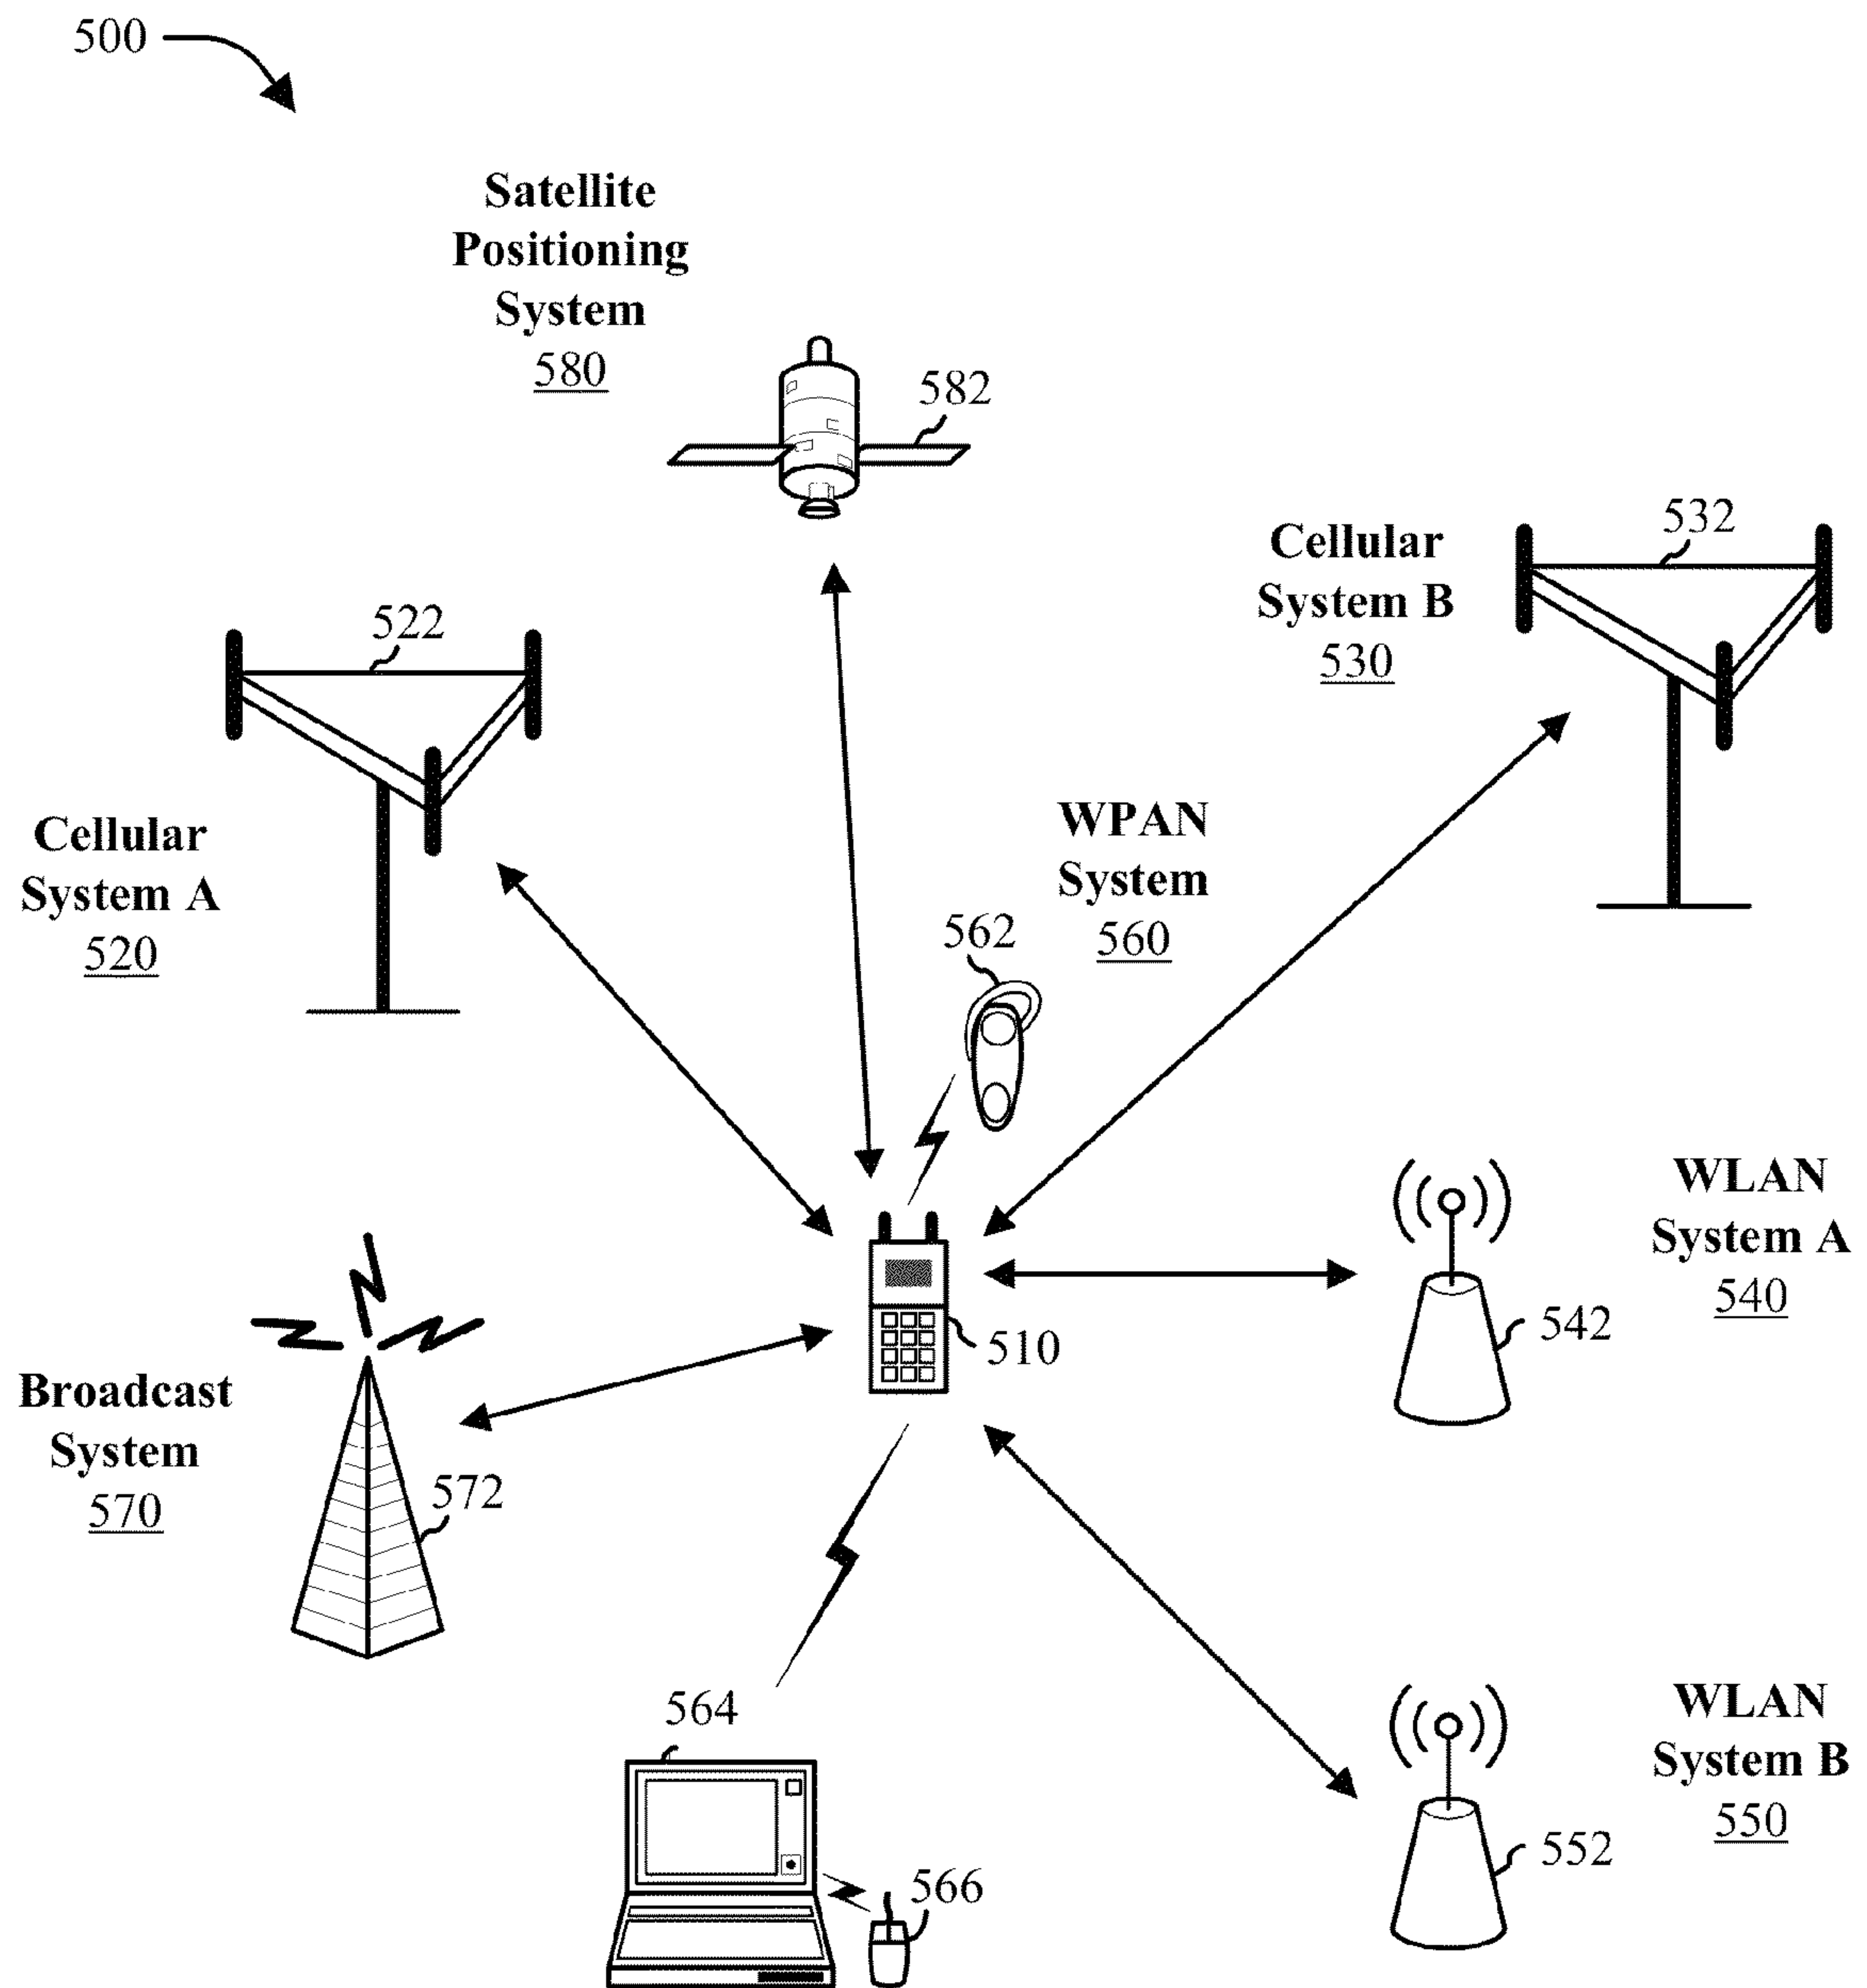 500
Satellite
Positioning
System
580
582
532
Cellular
System B
530
522
Cellular
System A
520
WPAN
System
560
562
WLAN
System A
540
542
510
Broadcast
System
570
572
564
566
WLAN
System B
550
552